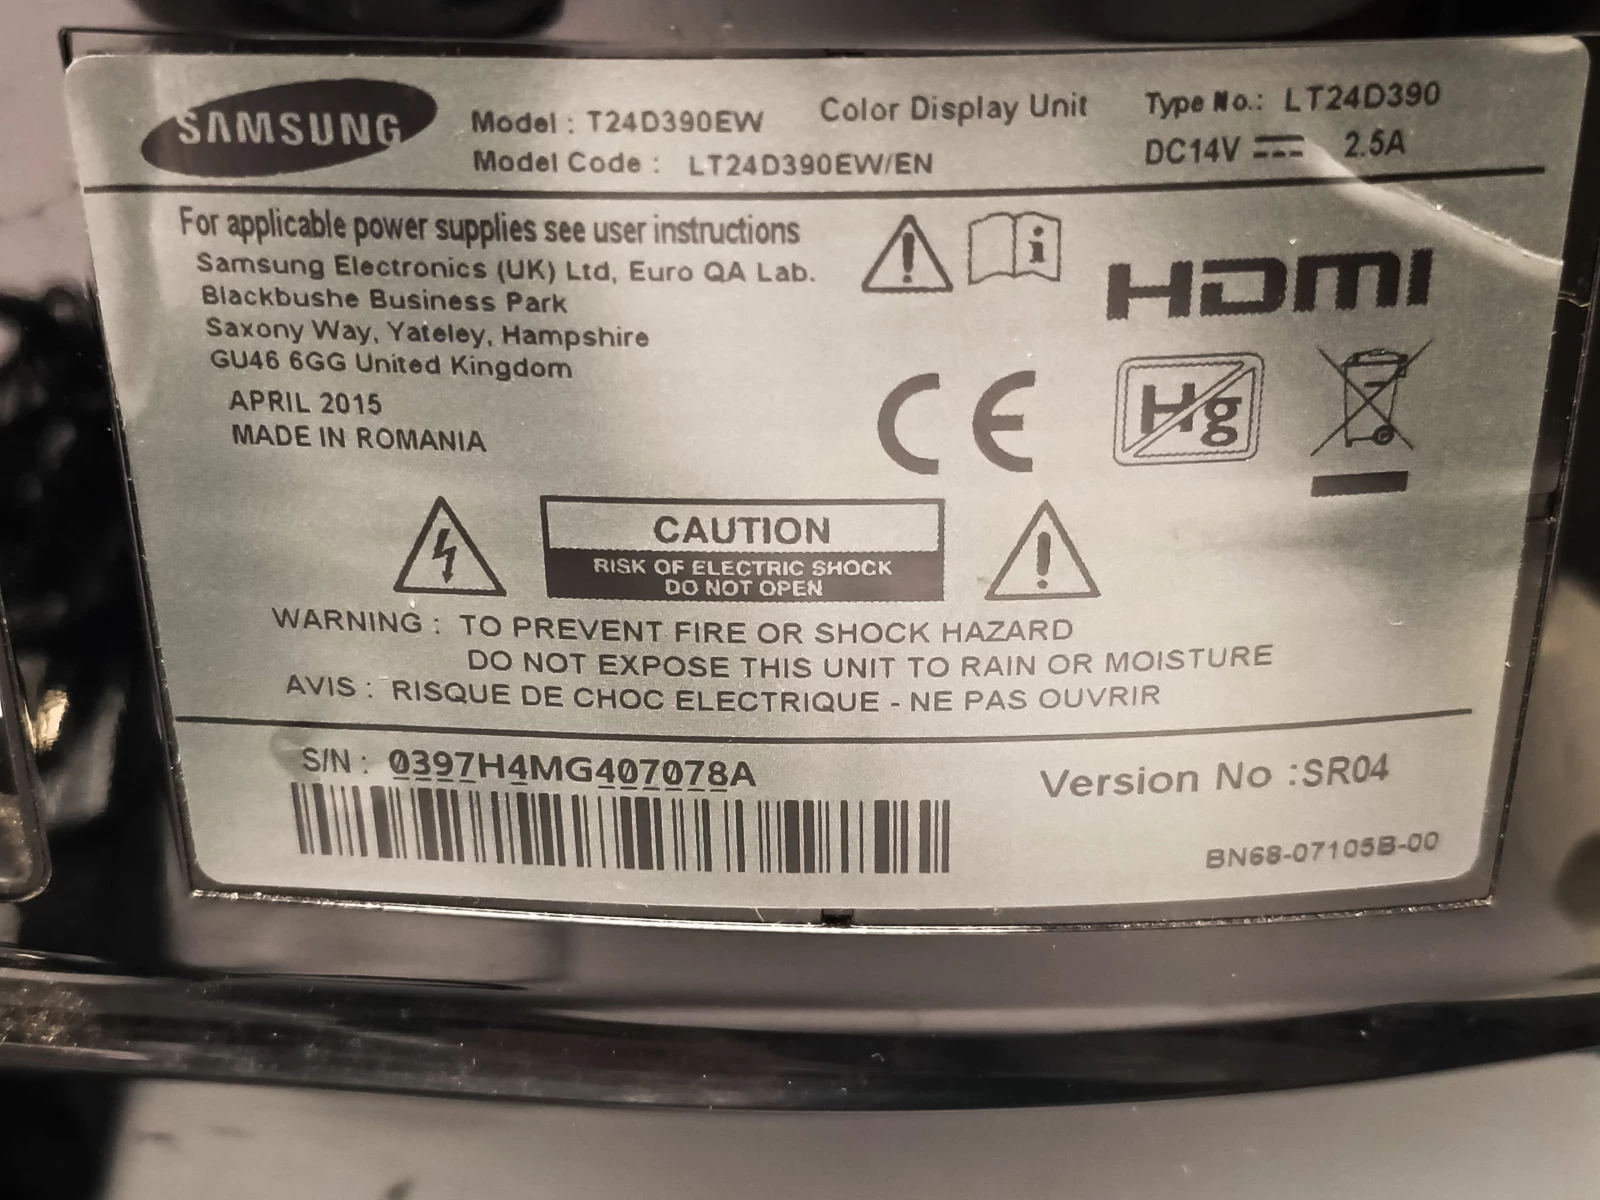 SAMSUNG
Model : T24D390EW
Model Code : LT24D390EW/EN
Color Display Unit
Type No.: LT24D390
DC14V ⎓ 2.5A
For applicable power supplies see user instructions
Samsung Electronics (UK) Ltd, Euro QA Lab.
Blackbushe Business Park
Saxony Way, Yateley, Hampshire
GU46 6GG United Kingdom
APRIL 2015
MADE IN ROMANIA
HDMI
CE
Hg
CAUTION
RISK OF ELECTRIC SHOCK
DO NOT OPEN
WARNING : TO PREVENT FIRE OR SHOCK HAZARD
DO NOT EXPOSE THIS UNIT TO RAIN OR MOISTURE
AVIS : RISQUE DE CHOC ELECTRIQUE - NE PAS OUVRIR
S/N : 0397H4MG407078A
Version No :SR04
BN68-07105B-00